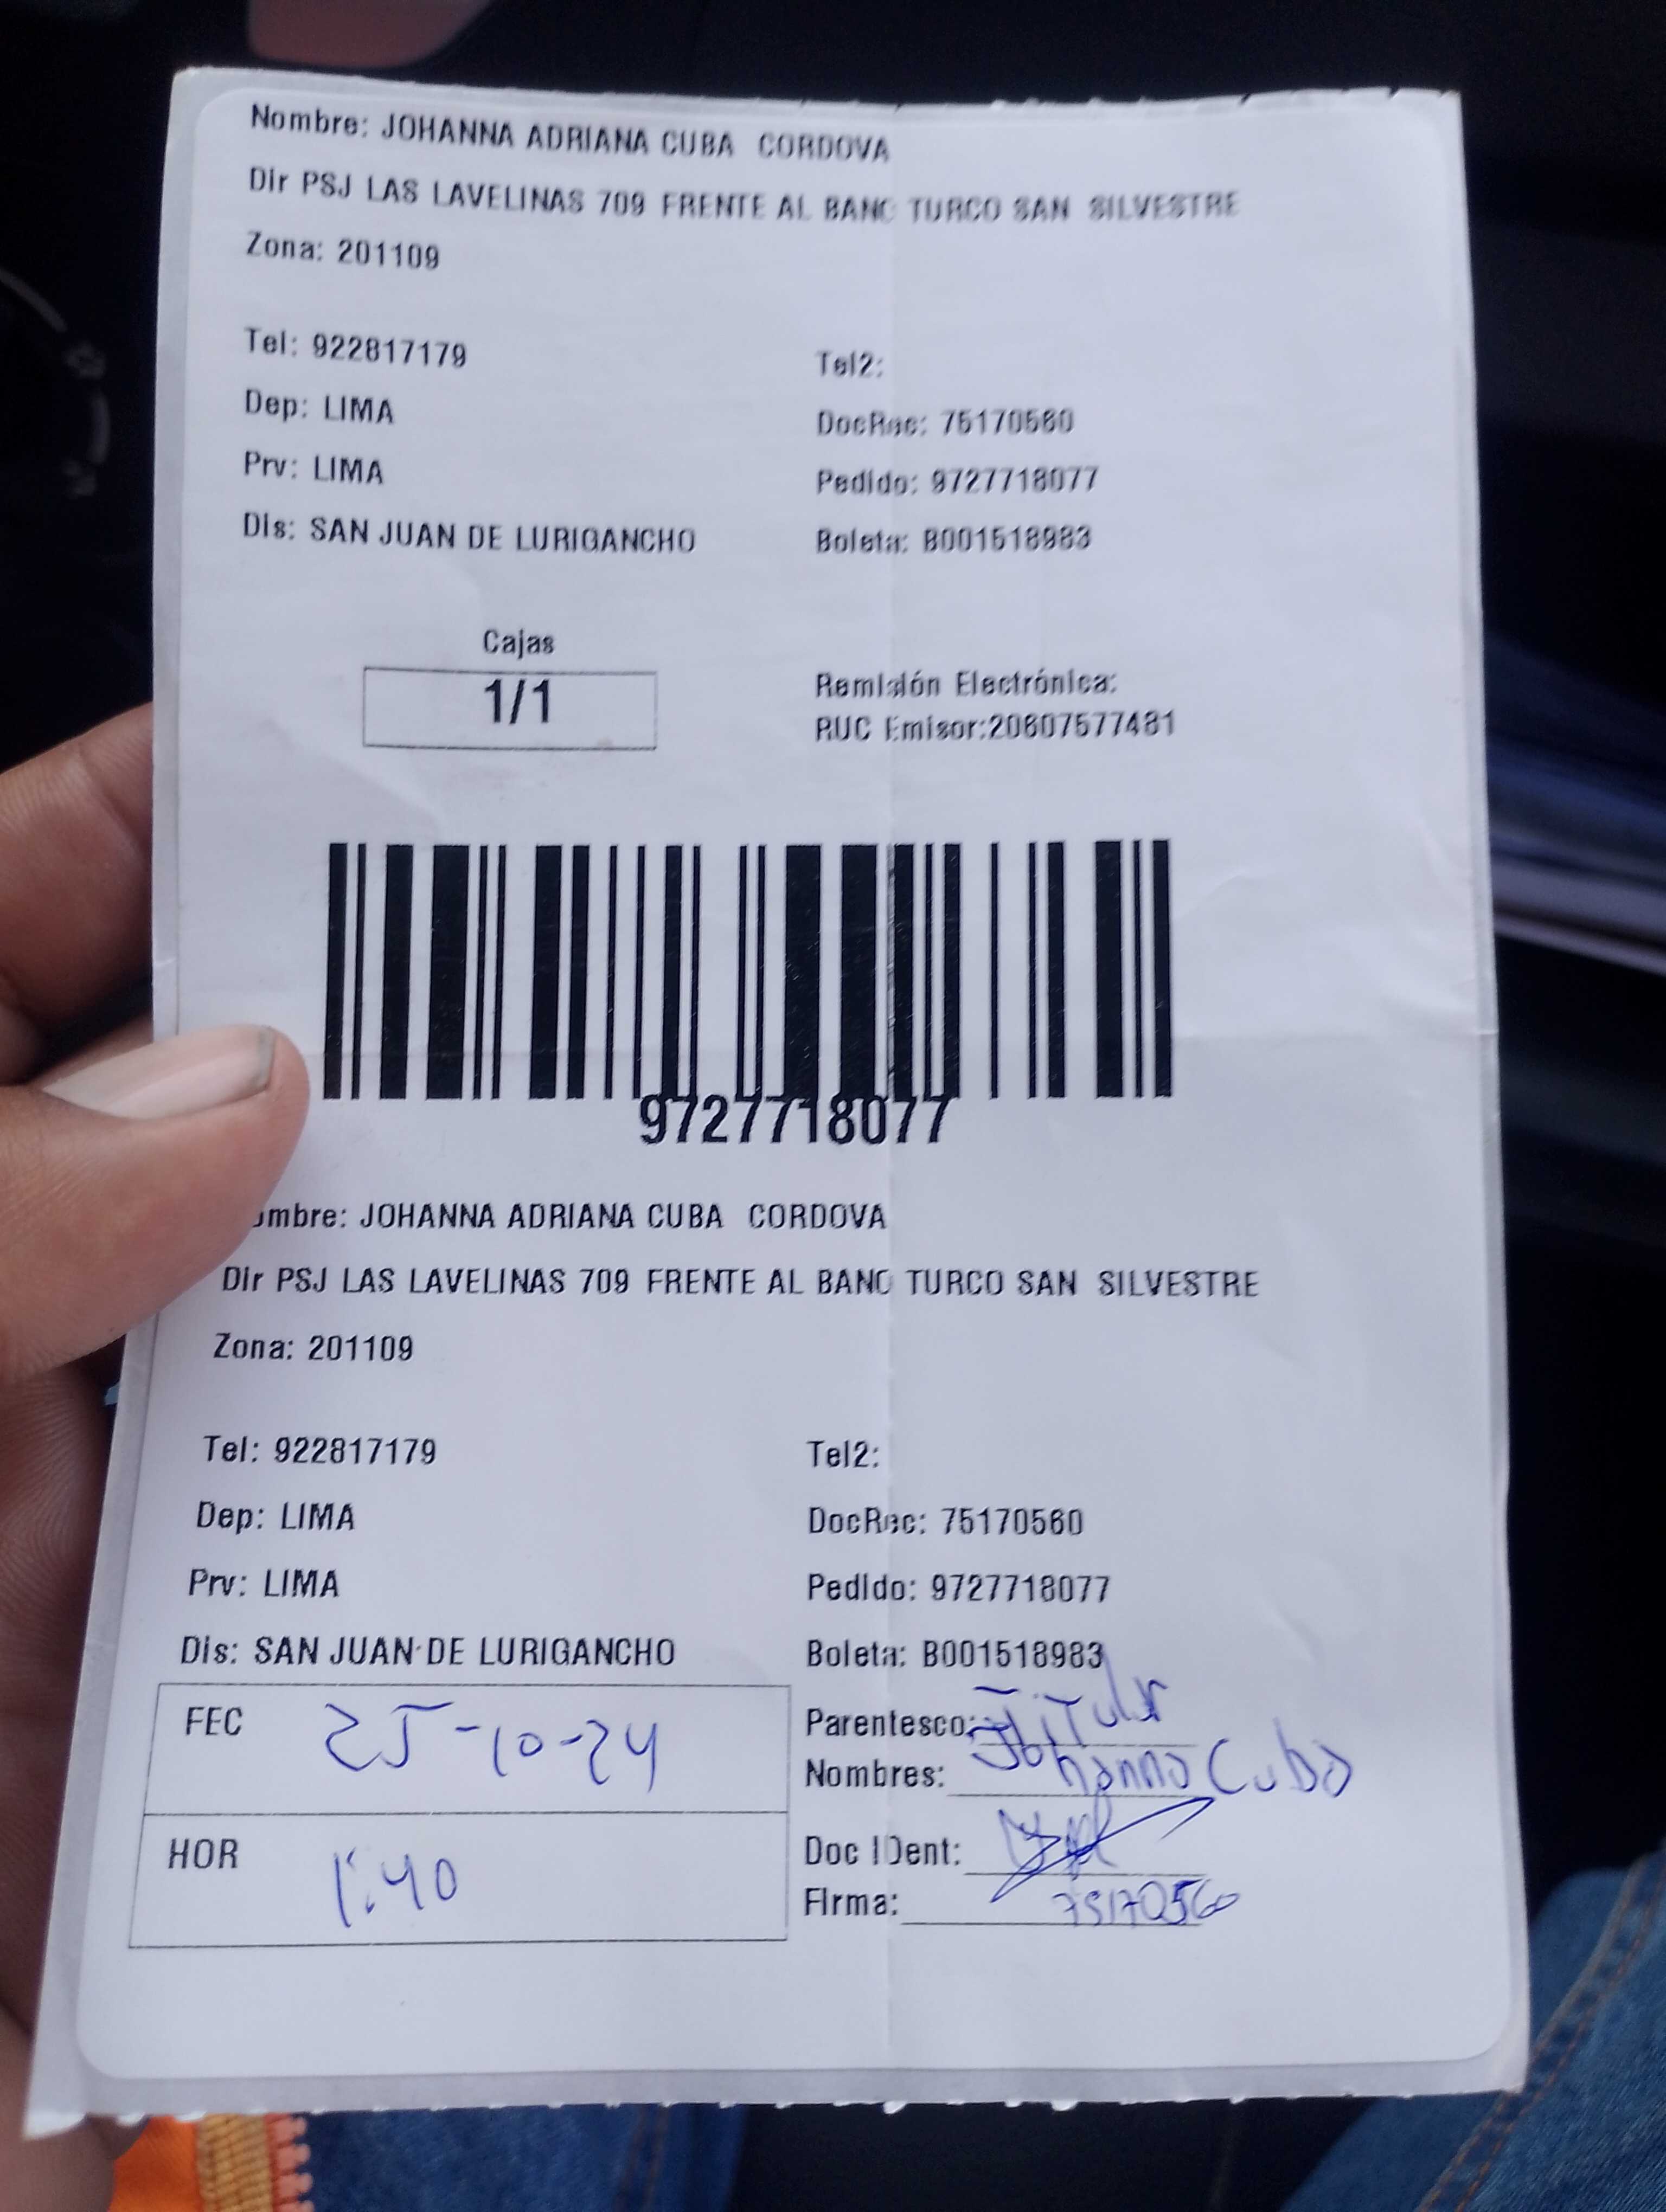 Nombre: JOHANNA ADRIANA CUBA CORDOVA
Dir PSJ LAS LAVELINAS 709 FRENTE AL BANC TURCO SAN SILVESTRE
Zona: 201109
Tel: 922817179 Tel2:
Dep: LIMA DocRec: 75170560
Prv: LIMA Pedido: 9727718077
Dis: SAN JUAN DE LURIGANCHO Boleta: B001518983
Cajas
1/1
Remisión Electrónica:
RUC Emisor:20607577481
9727718077
ombre: JOHANNA ADRIANA CUBA CORDOVA
Dir PSJ LAS LAVELINAS 709 FRENTE AL BANC TURCO SAN SILVESTRE
Zona: 201109
Tel: 922817179 Tel2:
Dep: LIMA DocRec: 75170560
Prv: LIMA Pedido: 9727718077
Dis: SAN JUAN DE LURIGANCHO Boleta: B001518983
FEC 25-10-24 Parentesco: Titular
Nombres: Johanna Cuba
HOR 1:40 Doc IDent:
Firma: 75170560